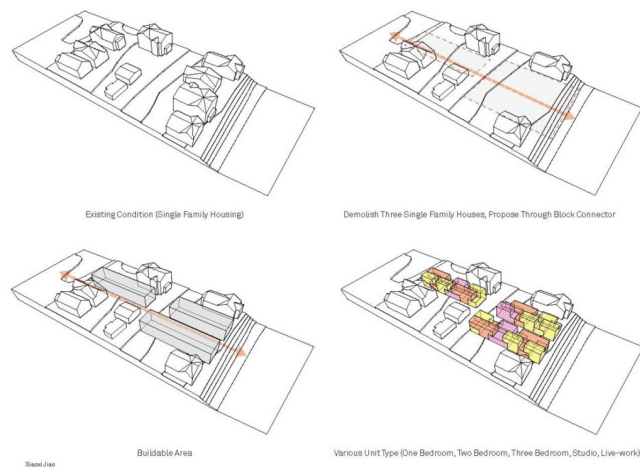 Existing Condition (Single Family Housing)
Demolish Three Single Family Houses, Propose Through Block Connector
Buildable Area
Various Unit Type (One Bedroom, Two Bedroom, Three Bedroom, Studio, Live-work)
Xiaoxi Jiao